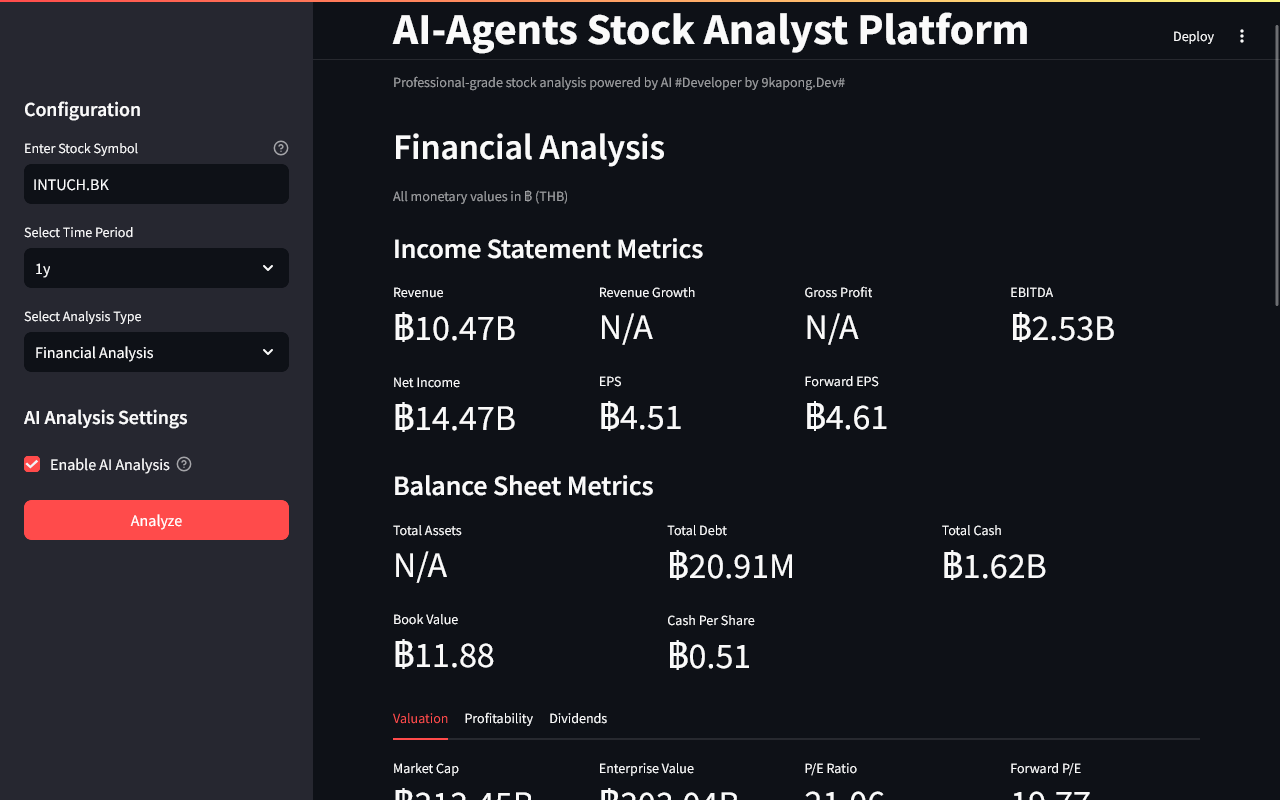 AI-Agents Stock Analyst Platform
Deploy
Professional-grade stock analysis powered by AI #Developer by 9kapong.Dev#
Configuration
Enter Stock Symbol
INTUCH.BK
Select Time Period
1y
Select Analysis Type
Financial Analysis
AI Analysis Settings
Enable AI Analysis
Analyze
Financial Analysis
All monetary values in ฿ (THB)
Income Statement Metrics
Revenue Revenue Growth Gross Profit EBITDA
฿10.47B N/A N/A ฿2.53B
Net Income EPS Forward EPS
฿14.47B ฿4.51 ฿4.61
Balance Sheet Metrics
Total Assets Total Debt Total Cash
N/A ฿20.91M ฿1.62B
Book Value Cash Per Share
฿11.88 ฿0.51
Valuation Profitability Dividends
Market Cap Enterprise Value P/E Ratio Forward P/E